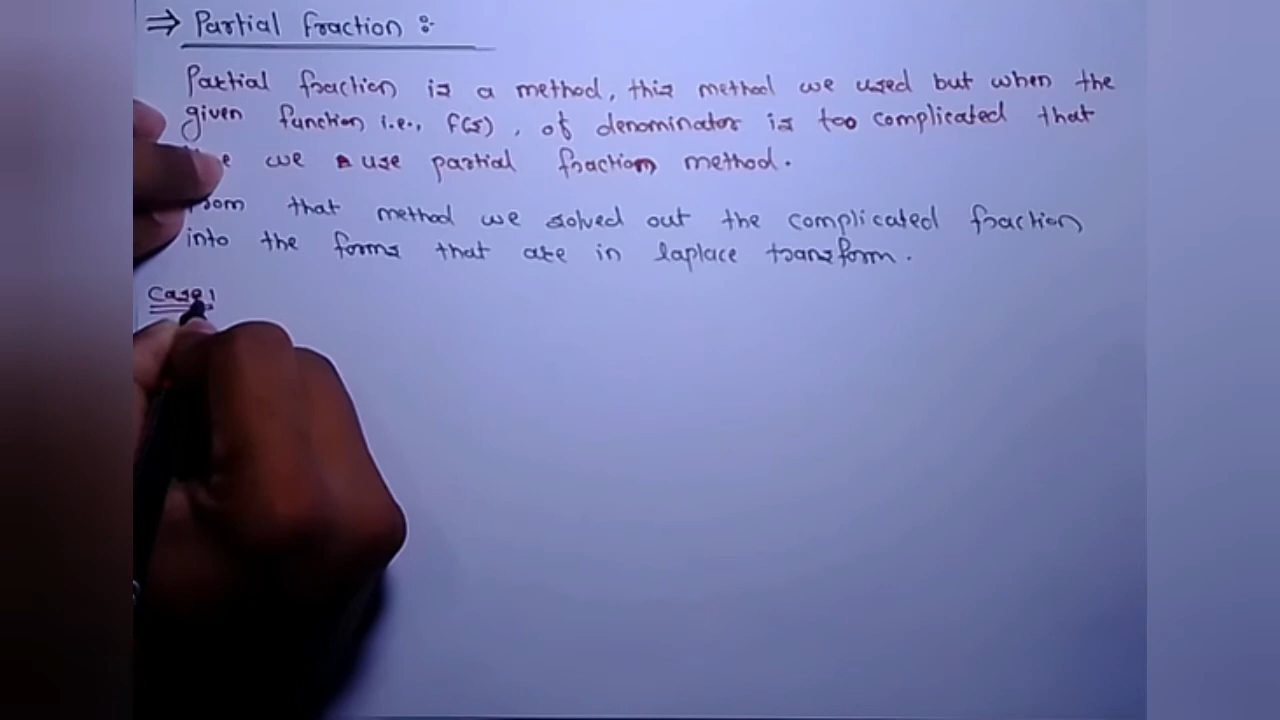 ⇒ Partial fraction :-
Partial fraction is a method, this method we used but when the
given function i.e., F(s), of denominator is too complicated that
we use partial fraction method.
from that method we solved out the complicated fraction
into the forms that are in laplace transform.
Case 1